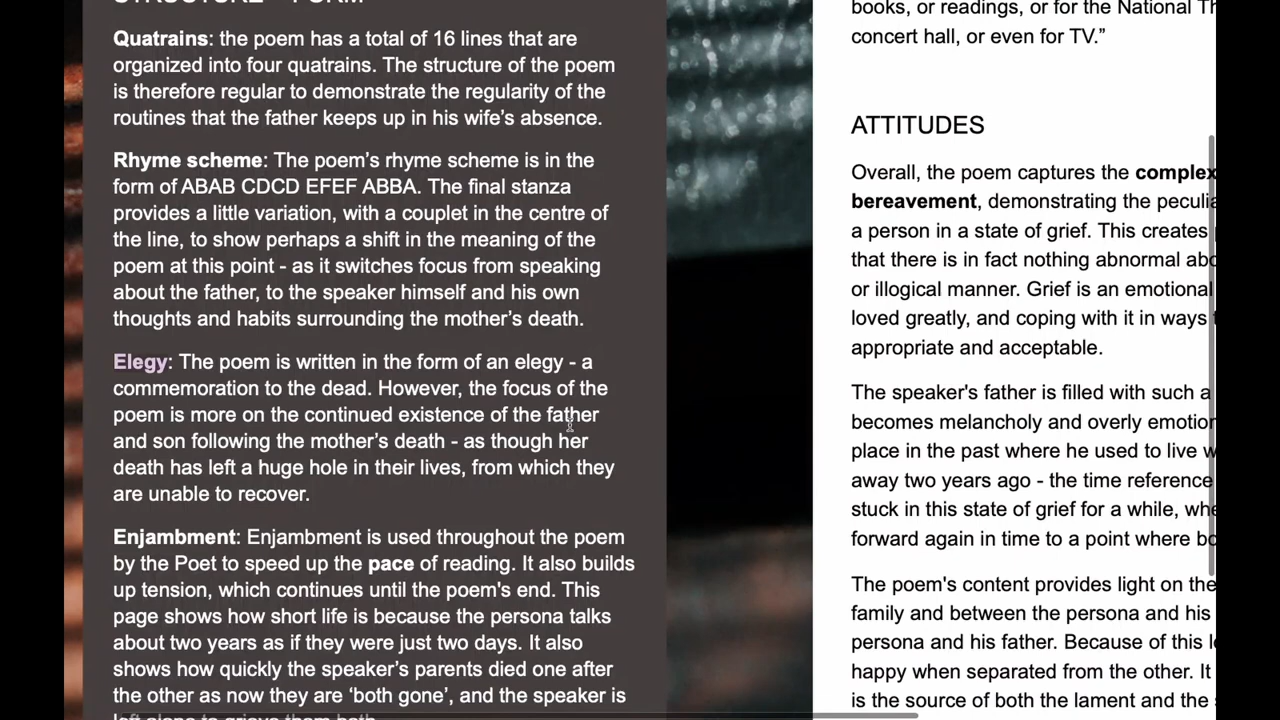 Quatrains: the poem has a total of 16 lines that are
organized into four quatrains. The structure of the poem
is therefore regular to demonstrate the regularity of the
routines that the father keeps up in his wife’s absence.
Rhyme scheme: The poem’s rhyme scheme is in the
form of ABAB CDCD EFEF ABBA. The final stanza
provides a little variation, with a couplet in the centre of
the line, to show perhaps a shift in the meaning of the
poem at this point - as it switches focus from speaking
about the father, to the speaker himself and his own
thoughts and habits surrounding the mother’s death.
Elegy: The poem is written in the form of an elegy - a
commemoration to the dead. However, the focus of the
poem is more on the continued existence of the father
and son following the mother’s death - as though her
death has left a huge hole in their lives, from which they
are unable to recover.
Enjambment: Enjambment is used throughout the poem
by the Poet to speed up the pace of reading. It also builds
up tension, which continues until the poem's end. This
page shows how short life is because the persona talks
about two years as if they were just two days. It also
shows how quickly the speaker’s parents died one after
the other as now they are ‘both gone’, and the speaker is
books, or readings, or for the National Th
concert hall, or even for TV.”
ATTITUDES
Overall, the poem captures the complex
bereavement, demonstrating the peculia
a person in a state of grief. This creates
that there is in fact nothing abnormal abo
or illogical manner. Grief is an emotional
loved greatly, and coping with it in ways
appropriate and acceptable.
The speaker's father is filled with such a
becomes melancholy and overly emotion
place in the past where he used to live w
away two years ago - the time reference
stuck in this state of grief for a while, whe
forward again in time to a point where bo
The poem's content provides light on the
family and between the persona and his
persona and his father. Because of this l
happy when separated from the other. It
is the source of both the lament and the